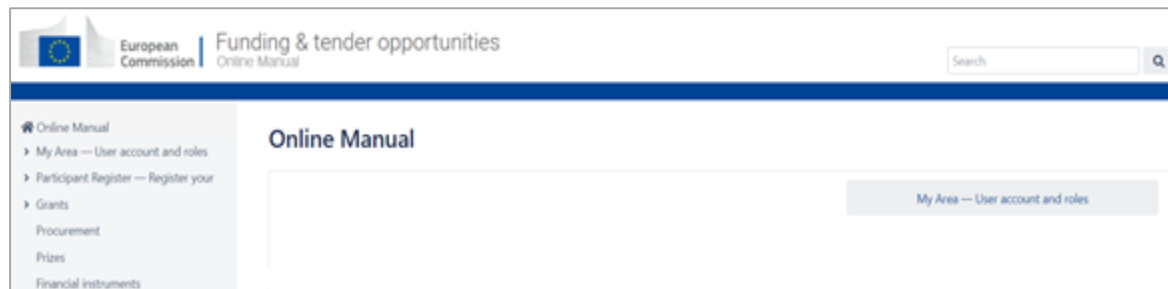 European
Commission
Funding & tender opportunities
Online Manual
Search
Online Manual
My Area — User account and roles
Participant Register — Register your
Grants
Procurement
Prizes
Financial instruments
Online Manual
My Area — User account and roles